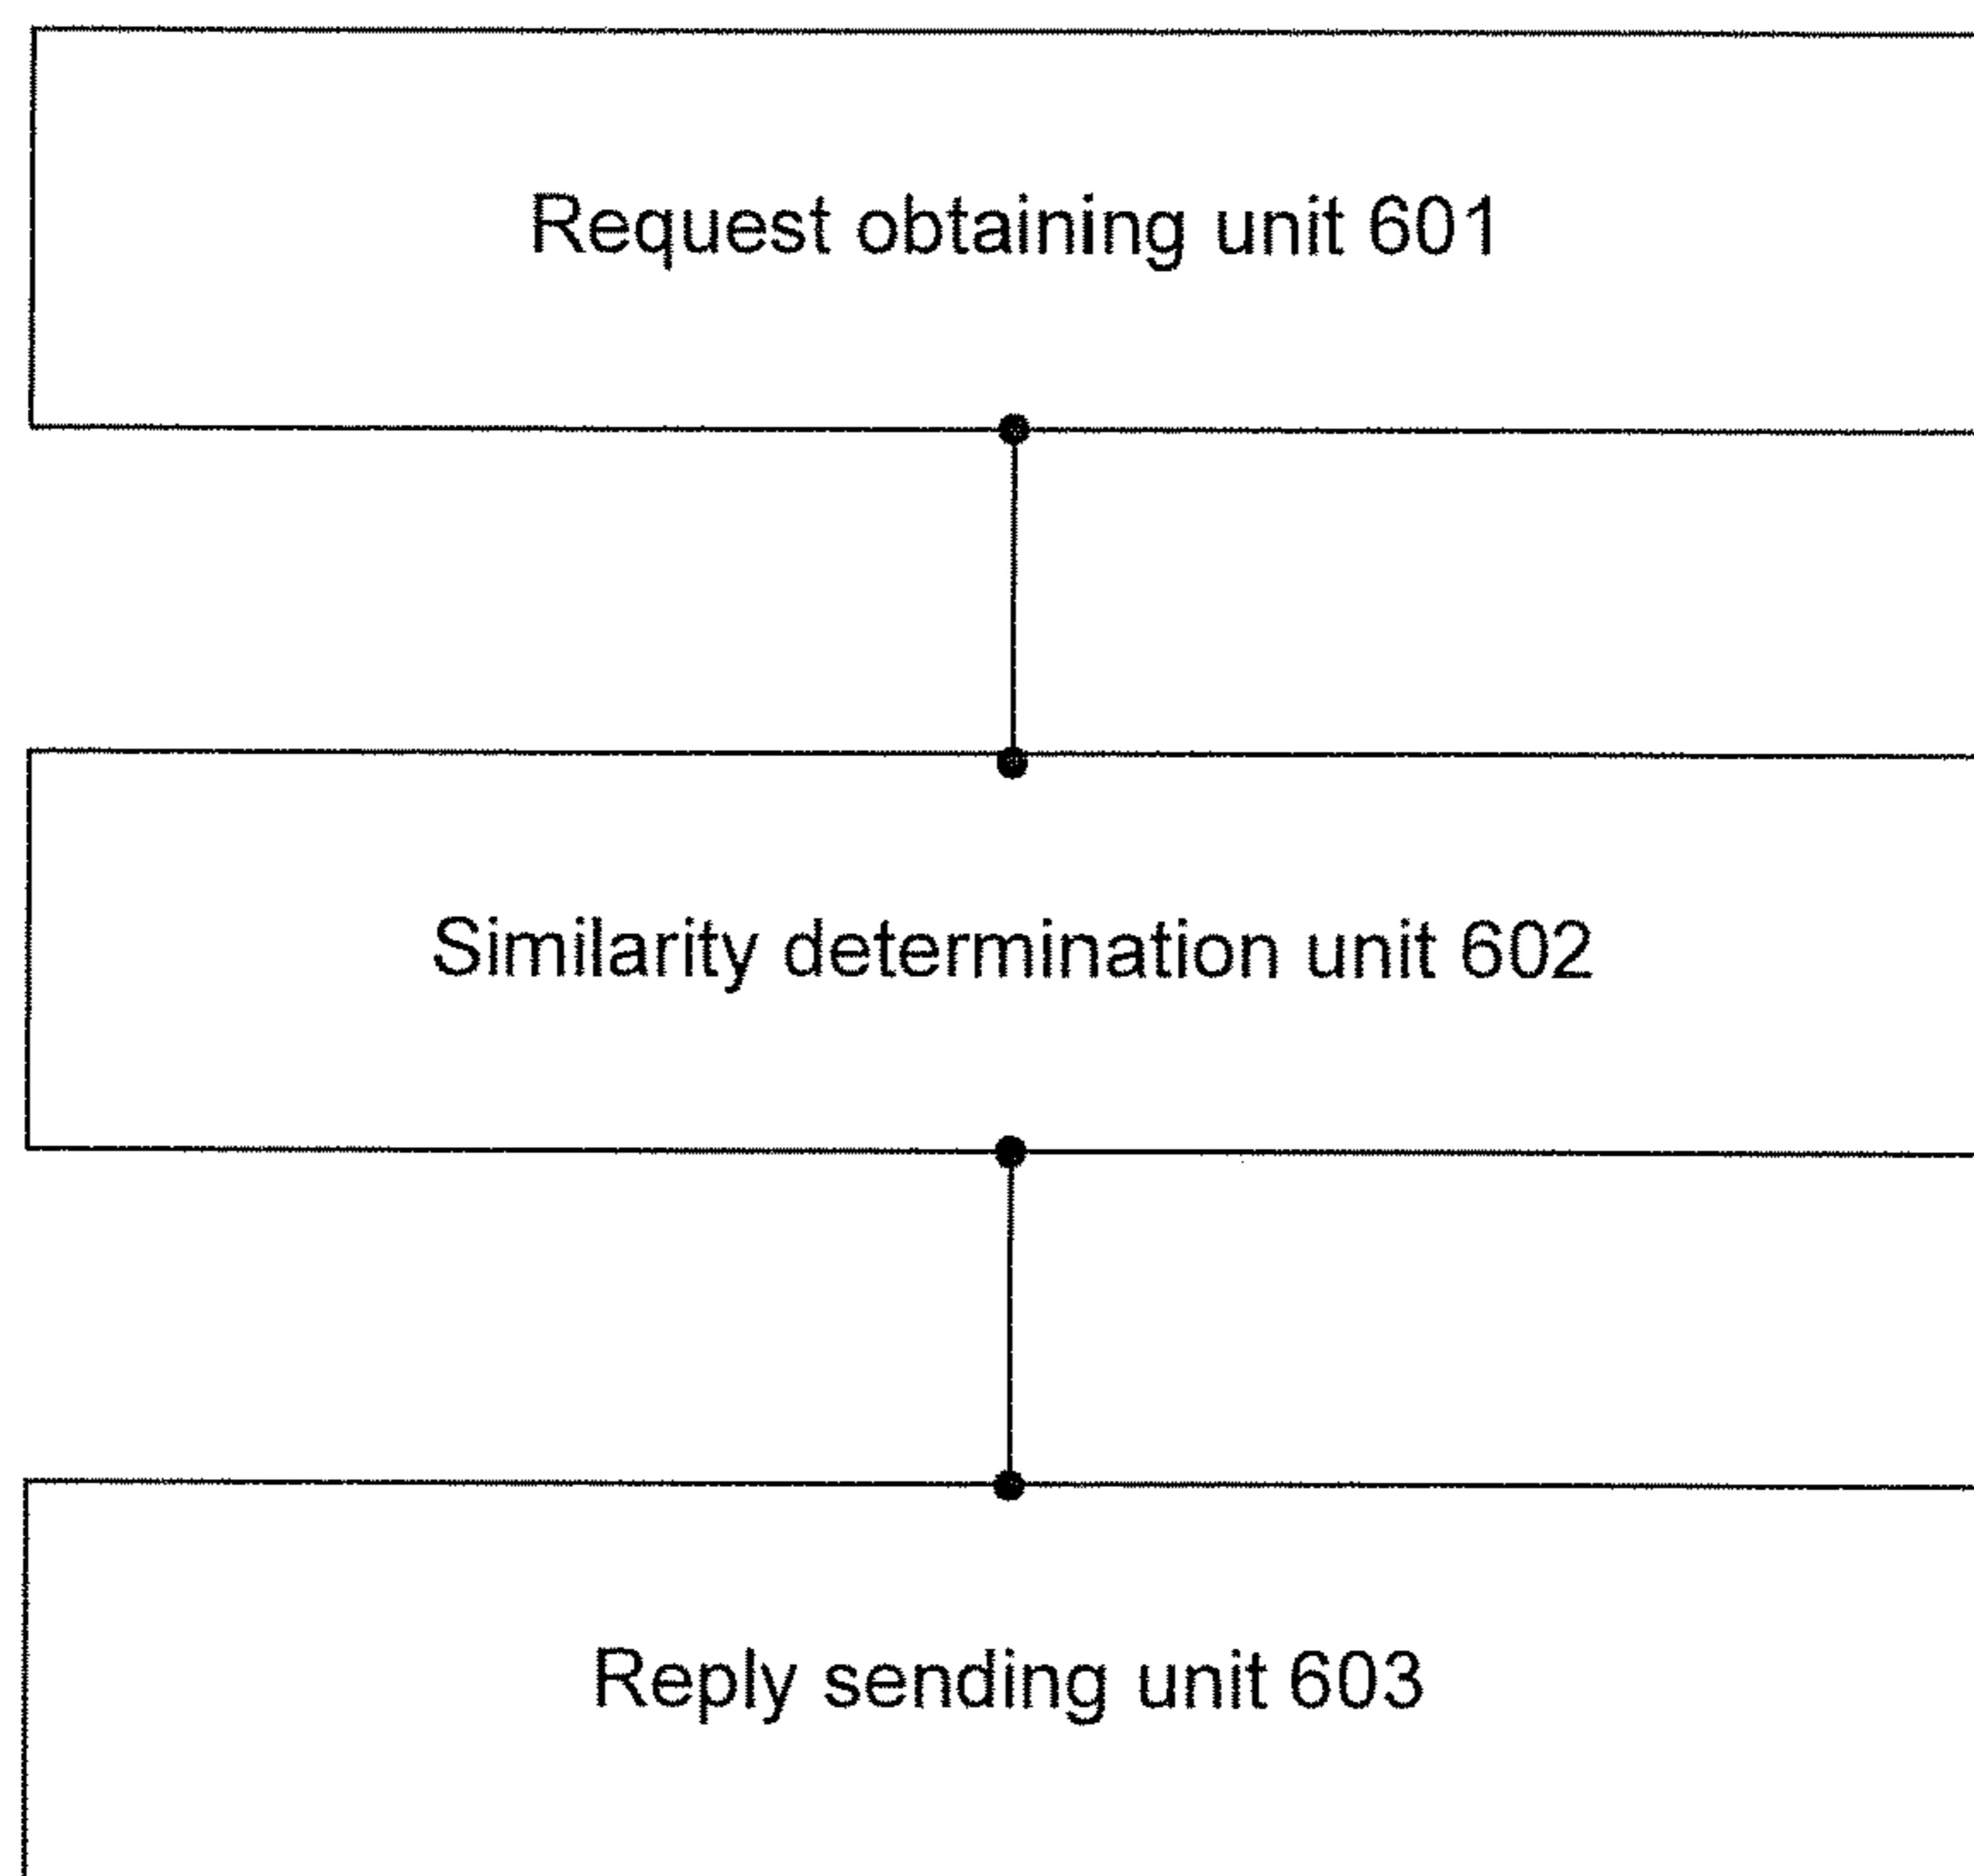 Request obtaining unit 601
Similarity determination unit 602
Reply sending unit 603